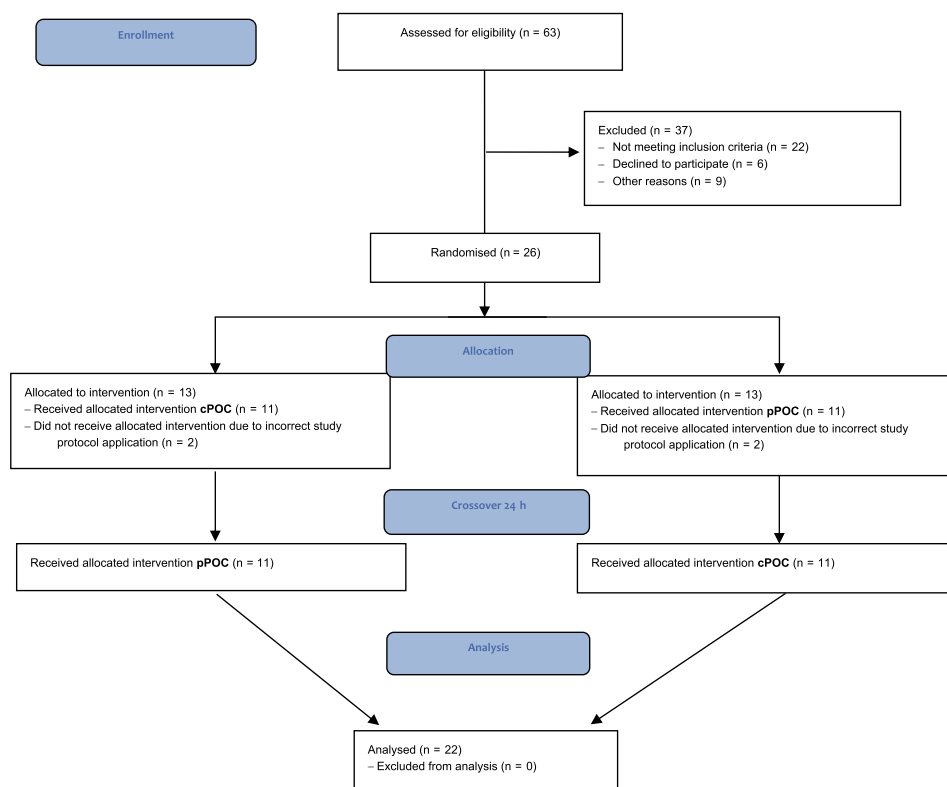 Enrollment
Assessed for eligibility (n = 63)
Excluded (n = 37)
– Not meeting inclusion criteria (n = 22)
– Declined to participate (n = 6)
– Other reasons (n = 9)
Randomised (n = 26)
Allocation
Allocated to intervention (n = 13)
– Received allocated intervention cPOC (n = 11)
– Did not receive allocated intervention due to incorrect study
protocol application (n = 2)
Allocated to intervention (n = 13)
– Received allocated intervention pPOC (n = 11)
– Did not receive allocated intervention due to incorrect study
protocol application (n = 2)
Crossover 24 h
Received allocated intervention pPOC (n = 11)
Received allocated intervention cPOC (n = 11)
Analysis
Analysed (n = 22)
– Excluded from analysis (n = 0)